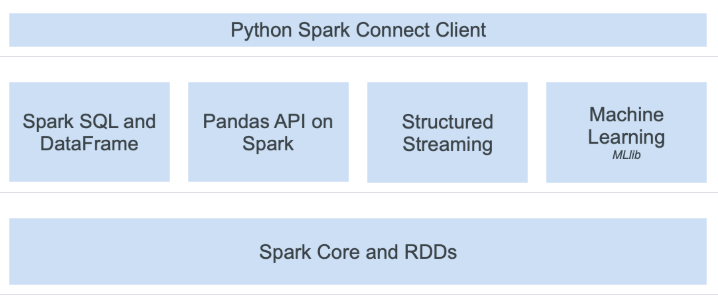 Python Spark Connect Client
Spark SQL and
DataFrame
Pandas API on
Spark
Structured
Streaming
Machine
Learning
MLlib
Spark Core and RDDs